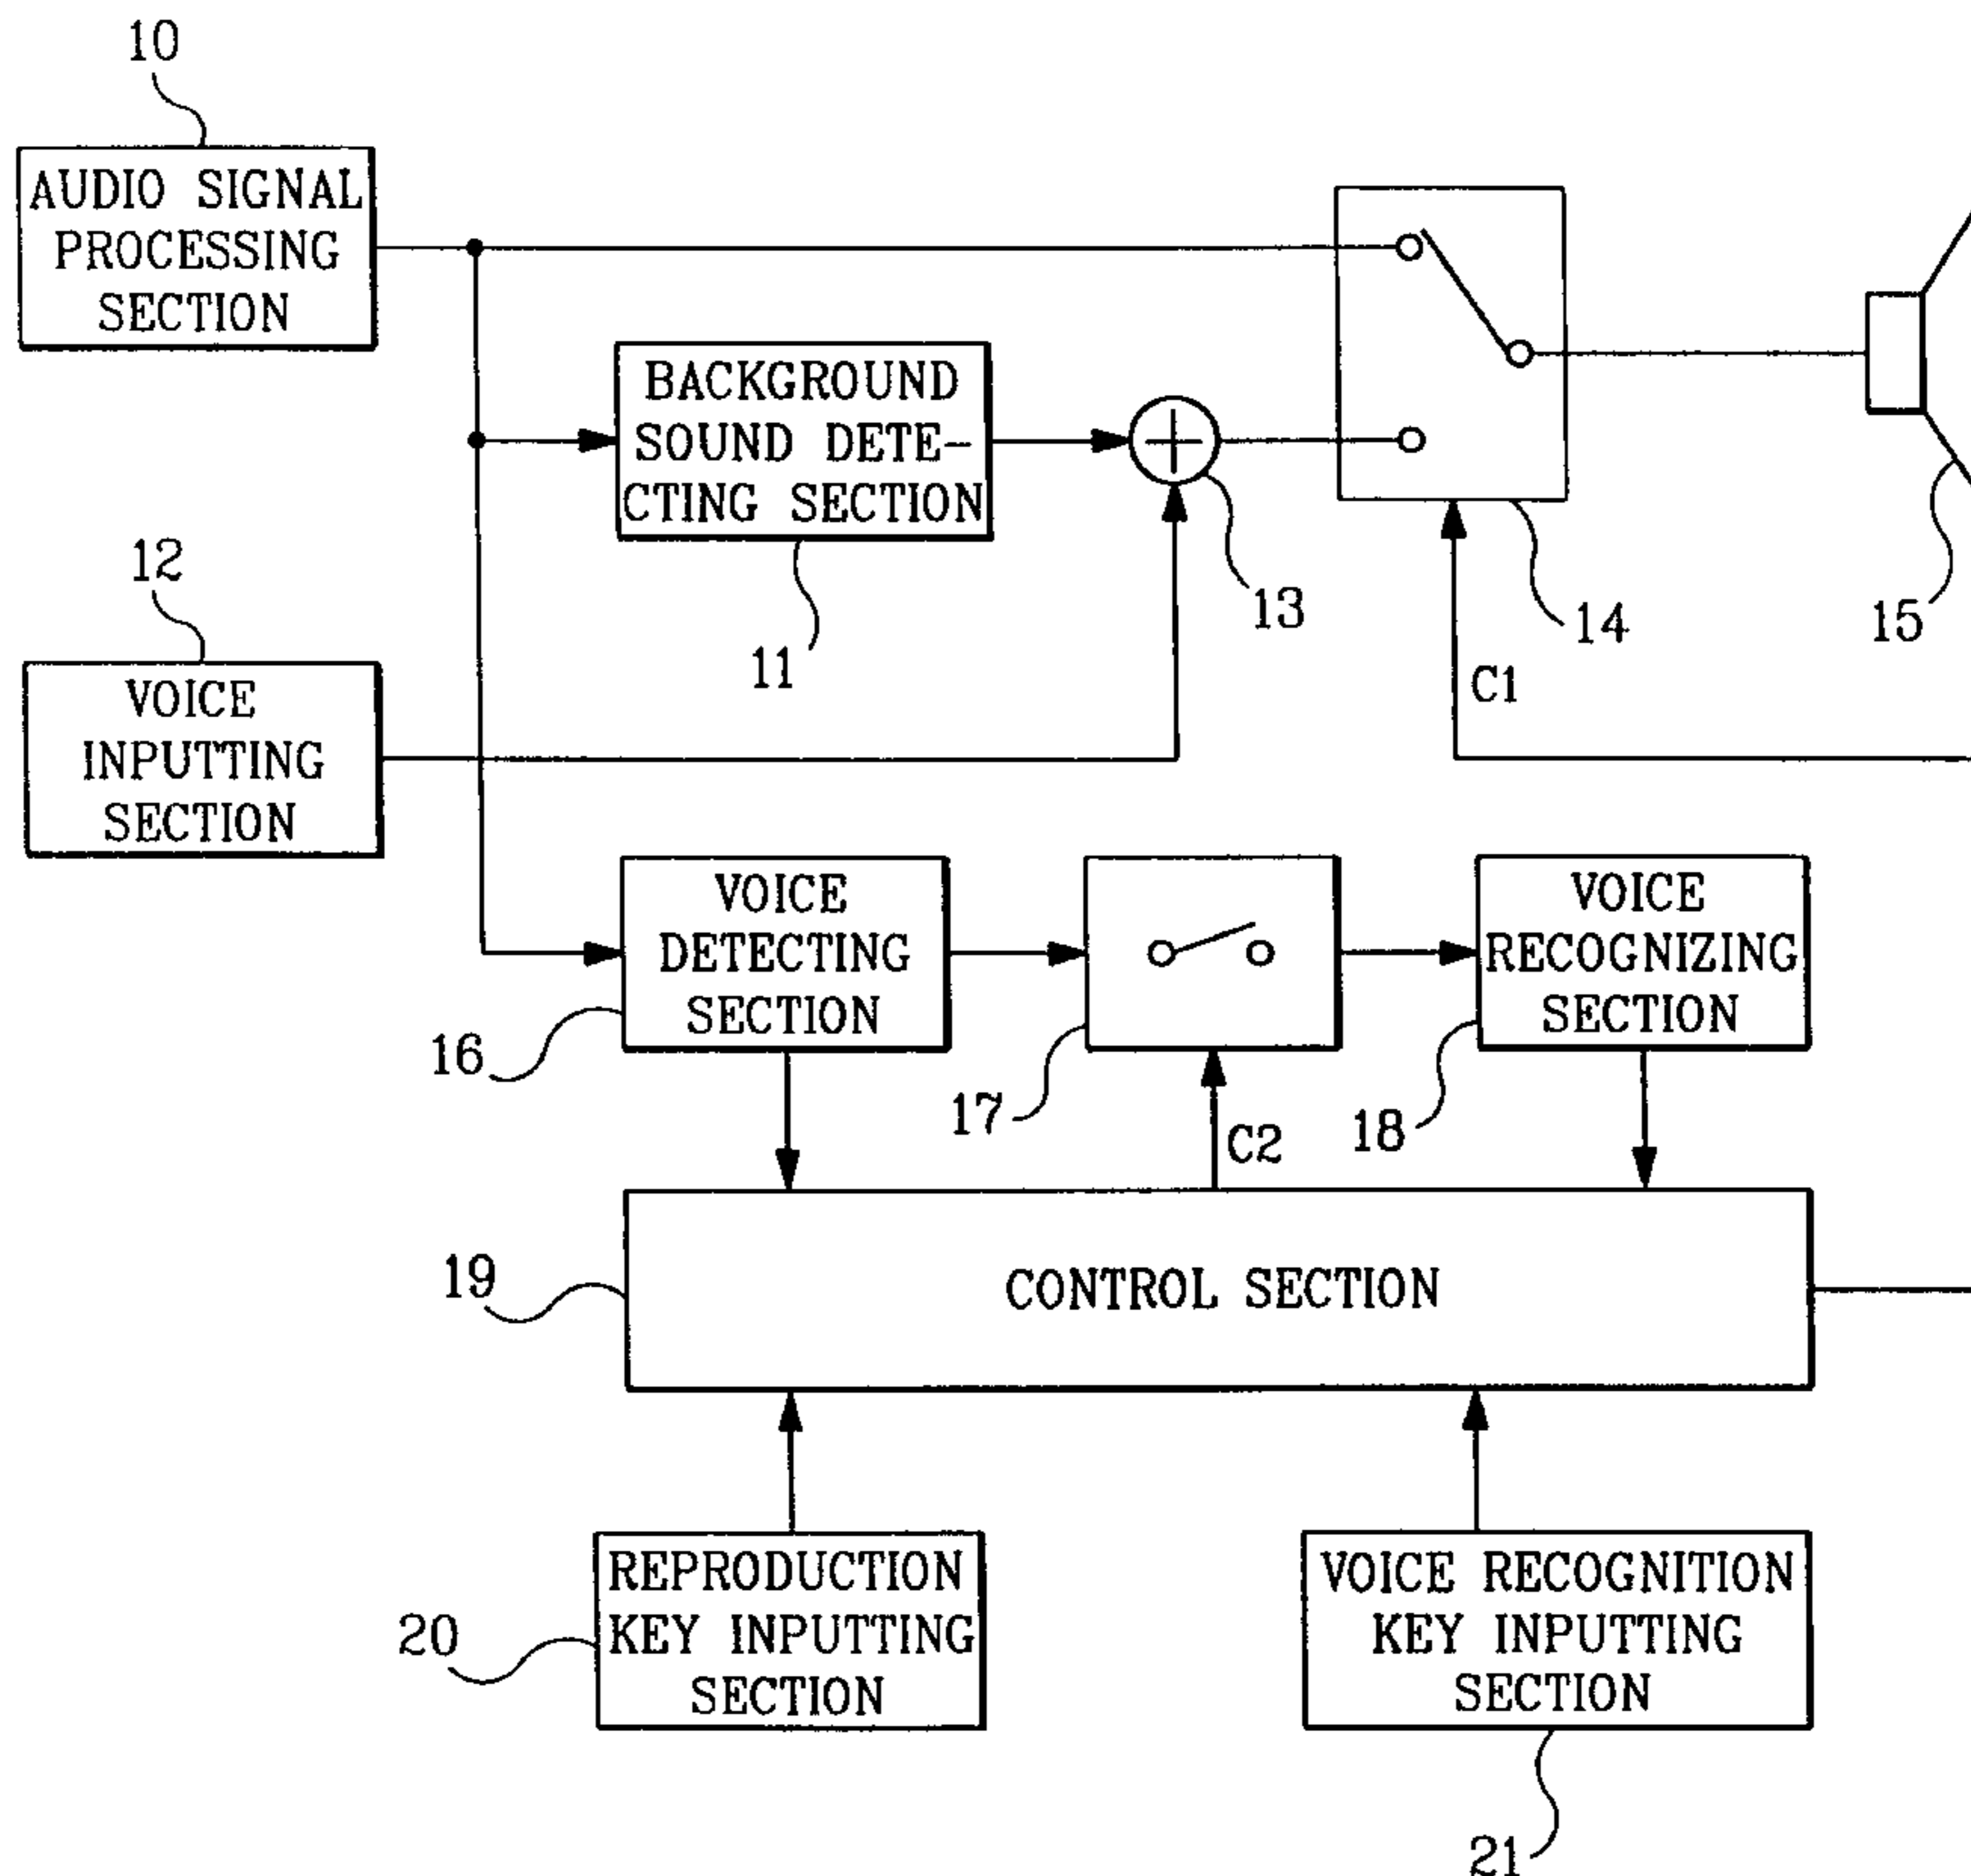 10
AUDIO SIGNAL
PROCESSING
SECTION
BACKGROUND
SOUND DETE-
CTING SECTION
11
12
VOICE
INPUTTING
SECTION
13
14
15
C1
VOICE
DETECTING
SECTION
16
17
VOICE
RECOGNIZING
SECTION
18
C2
19
CONTROL SECTION
REPRODUCTION
KEY INPUTTING
SECTION
20
VOICE RECOGNITION
KEY INPUTTING
SECTION
21